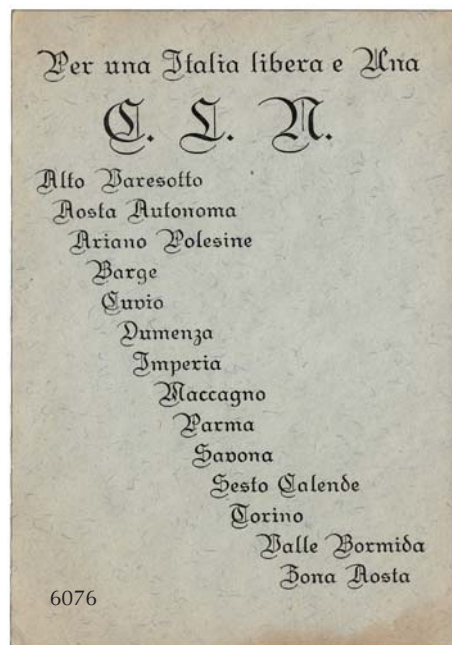 Per una Italia libera e Una
C. L. N.
Alto Varesotto
Aosta Autonoma
Ariano Polesine
Barge
Cuvio
Dumenza
Imperia
Maccagno
Parma
Savona
Sesto Calende
Torino
Valle Bormida
Zona Aosta
6076